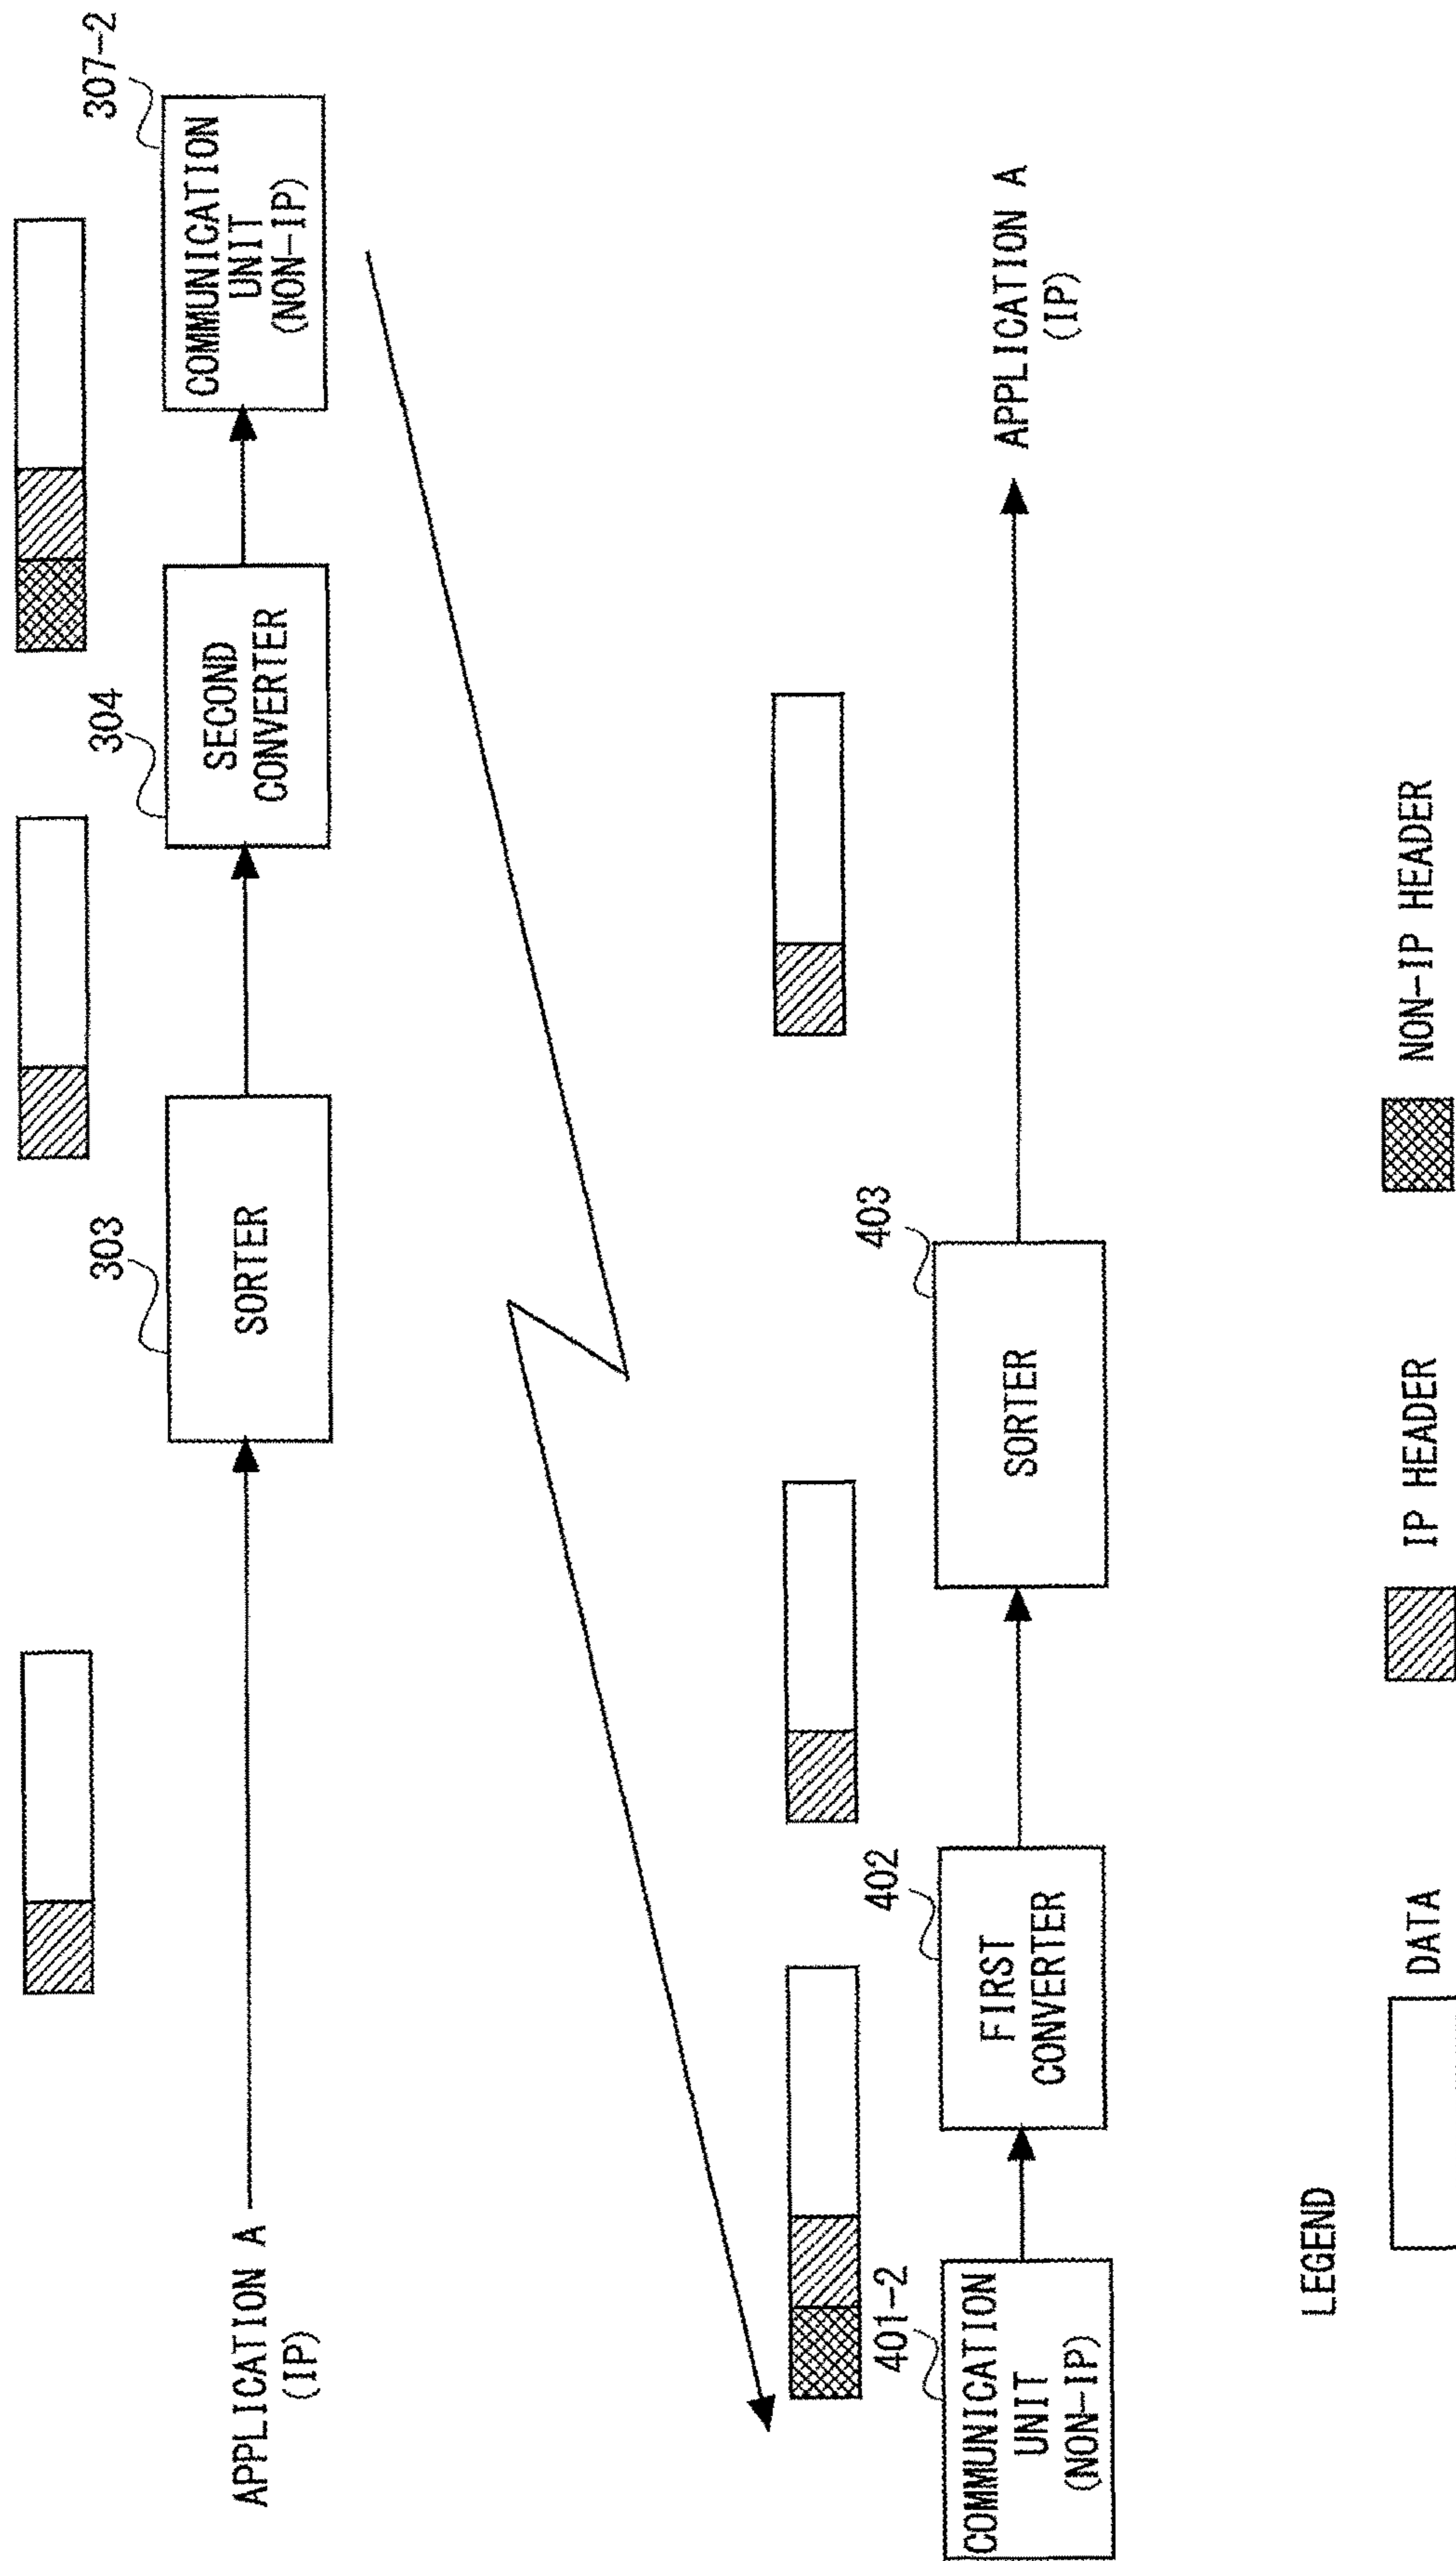 APPLICATION A
(IP)
303
SORTER
304
SECOND
CONVERTER
307-2
COMMUNICATION
UNIT
(NON-IP)
401-2
COMMUNICATION
UNIT
(NON-IP)
402
FIRST
CONVERTER
403
SORTER
APPLICATION A
(IP)
LEGEND
DATA
IP HEADER
NON-IP HEADER